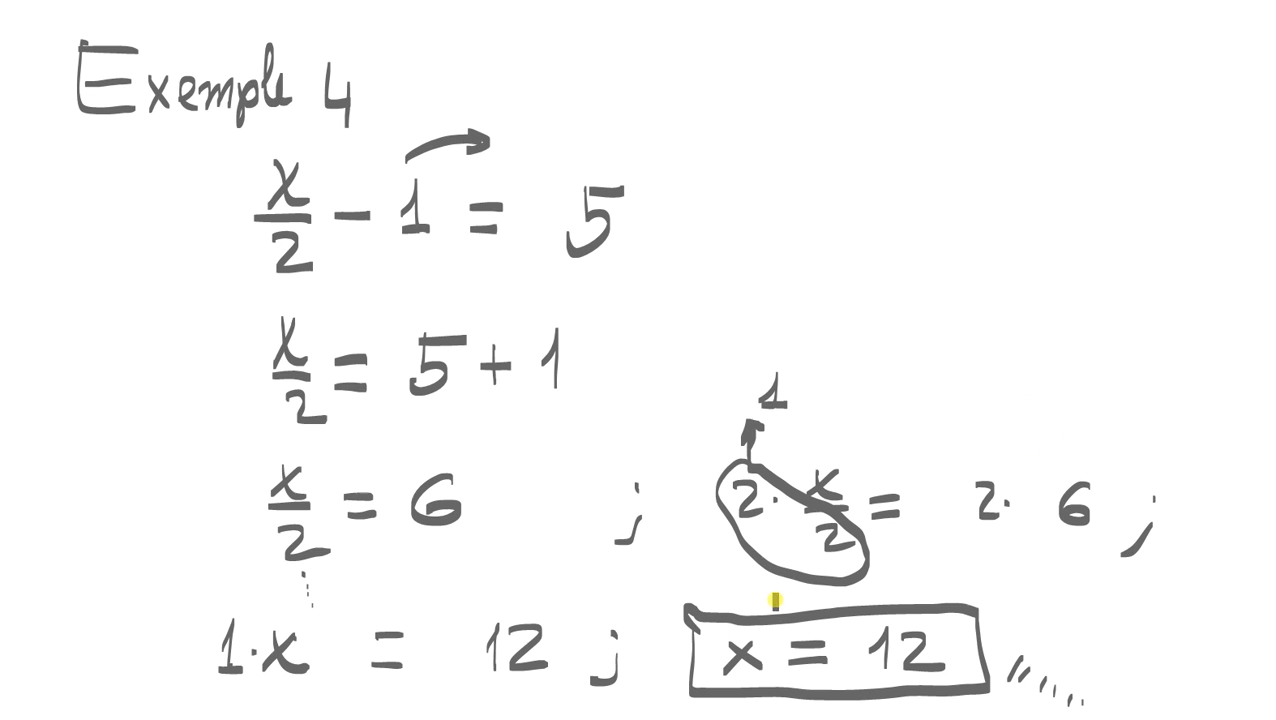 Exemple 4
x/2 - 1 = 5
x/2 = 5 + 1
1
x/2 = 6 ; 2 · x/2 = 2 · 6 ;
1 · x = 12 ; x = 12